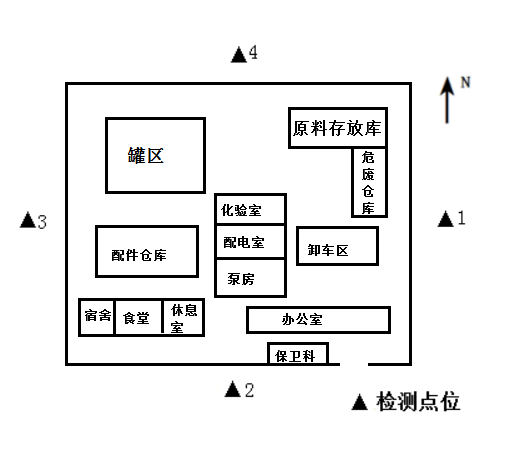 ▲4
N
原料存放库
罐区
危废仓库
化验室
▲3
▲1
配电室
卸车区
配件仓库
泵房
宿舍
食堂
休息室
办公室
保卫科
▲2
▲ 检测点位